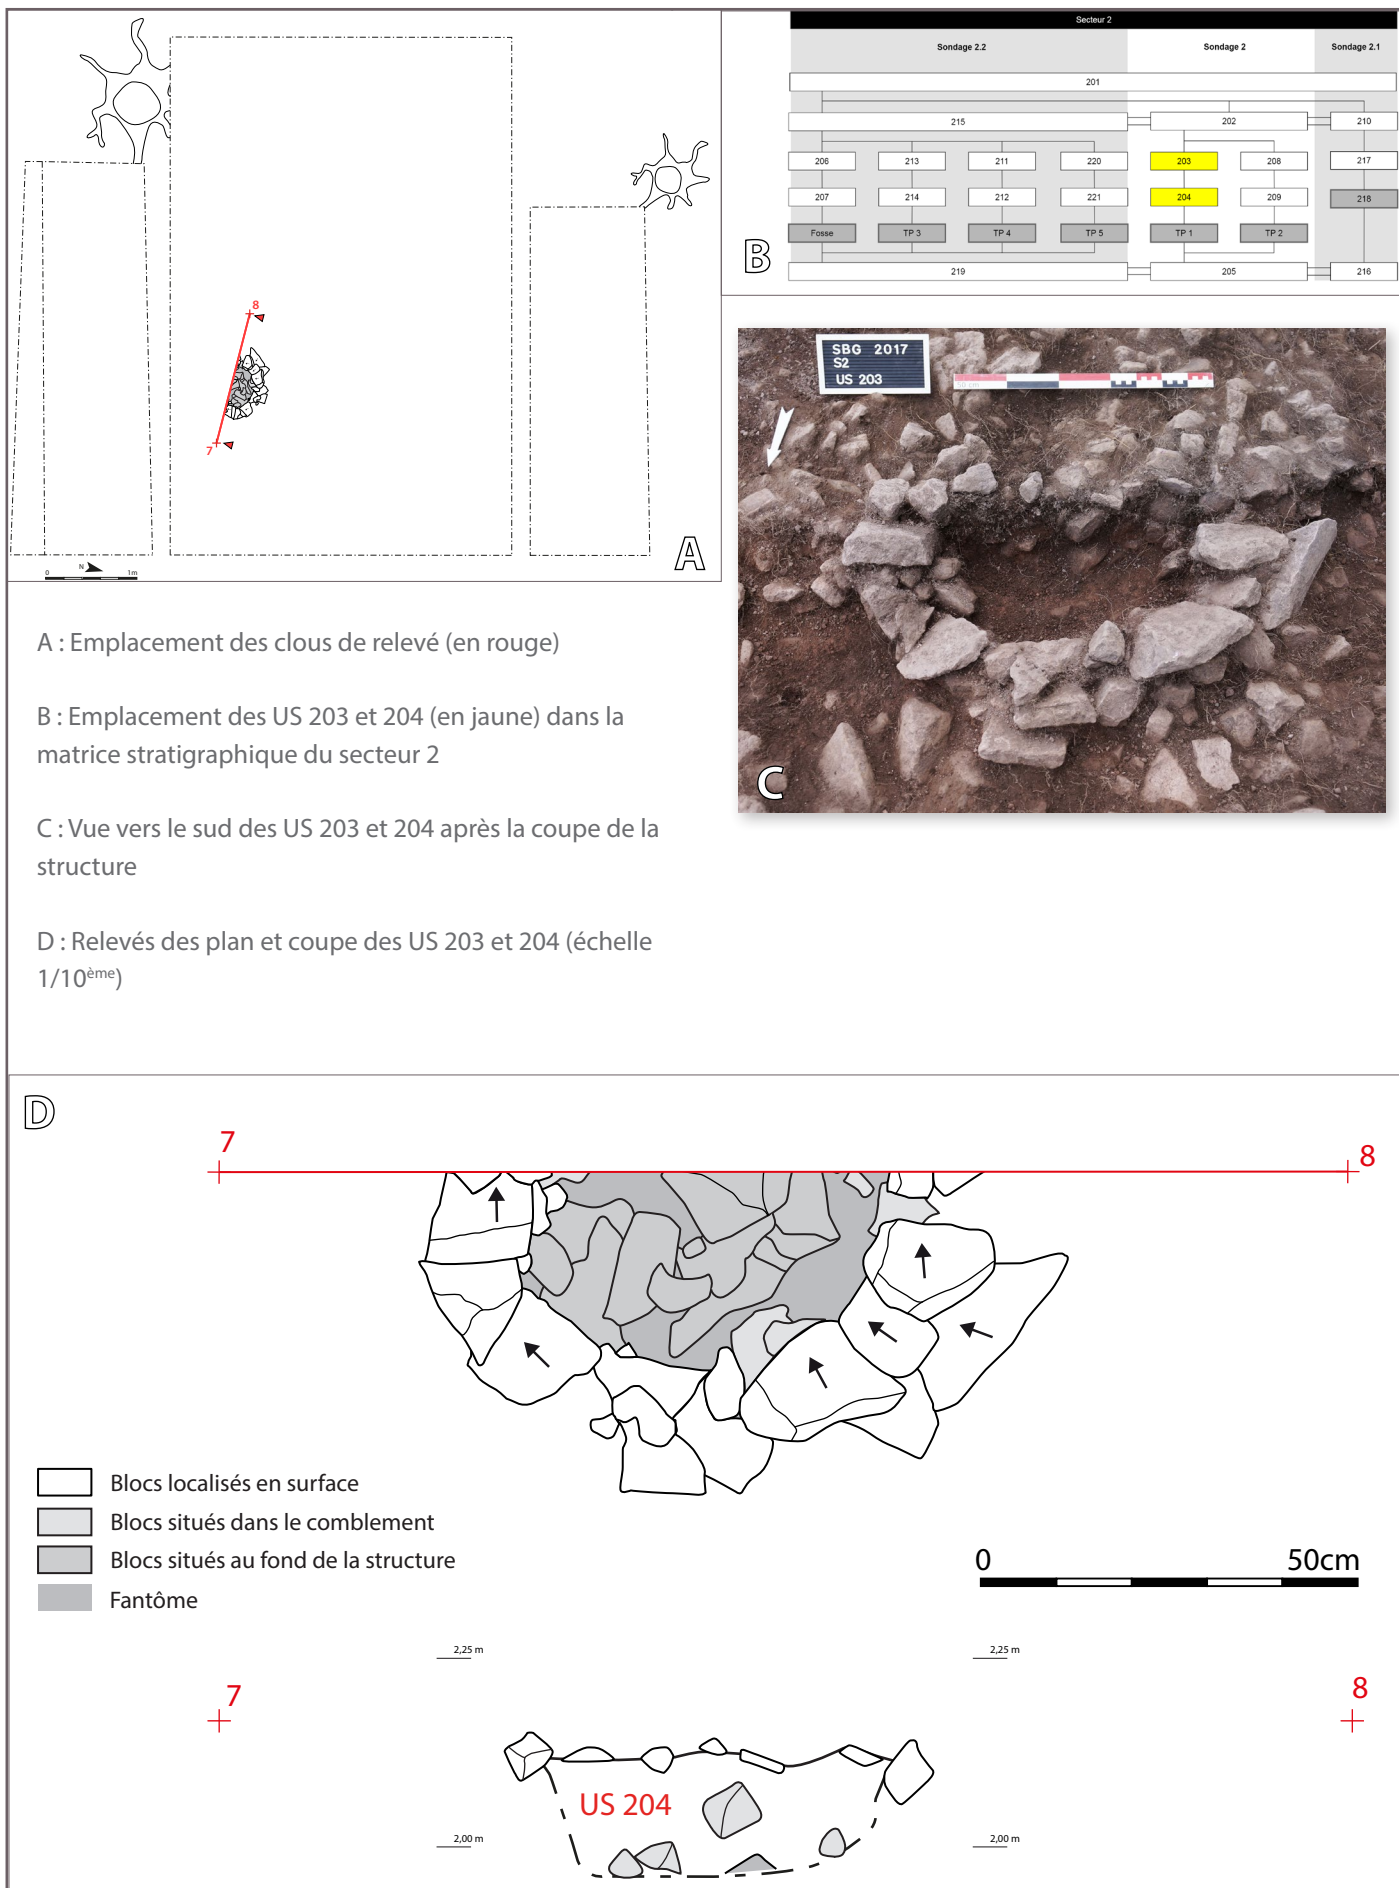 8
7
N
0 1m
A
Secteur 2
Sondage 2.2 Sondage 2 Sondage 2.1
201
215 202 210
206 213 211 220 203 208 217
207 214 212 221 204 209 218
Fosse TP 3 TP 4 TP 5 TP 1 TP 2
219 205 216
B
SBG 2017
S2
US 203
50 cm
C
A : Emplacement des clous de relevé (en rouge)
B : Emplacement des US 203 et 204 (en jaune) dans la
matrice stratigraphique du secteur 2
C : Vue vers le sud des US 203 et 204 après la coupe de la
structure
D : Relevés des plan et coupe des US 203 et 204 (échelle
1/10ème)
D
7 8
Blocs localisés en surface
Blocs situés dans le comblement
Blocs situés au fond de la structure
Fantôme
0 50cm
2,25 m 2,25 m
7 8
US 204
2,00 m 2,00 m